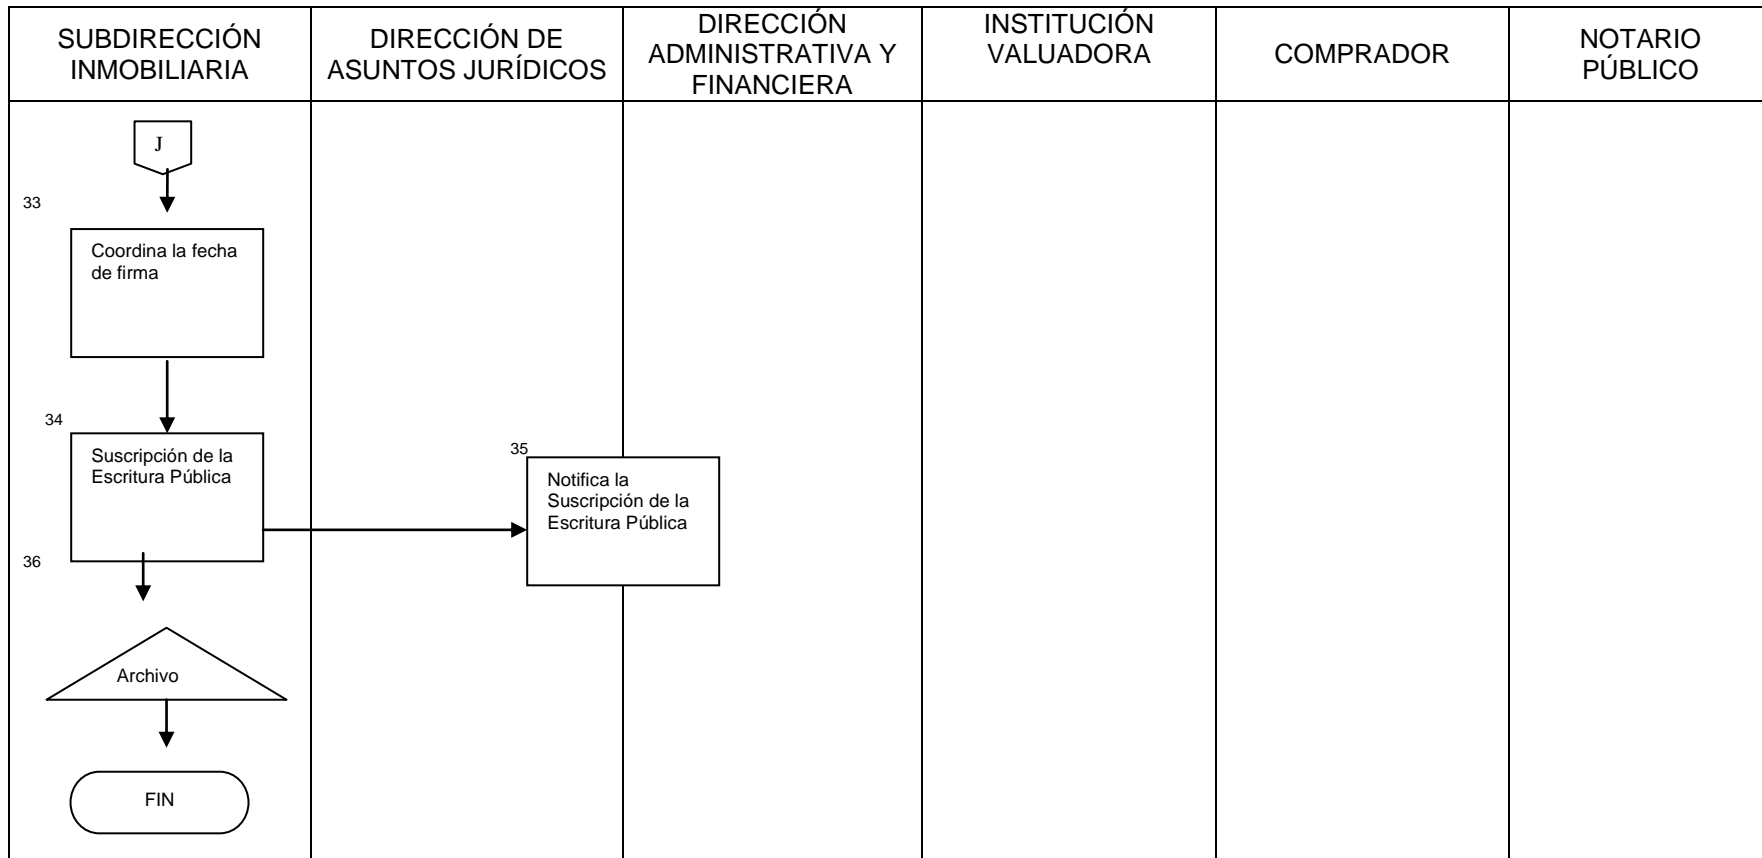 SUBDIRECCIÓN
INMOBILIARIA
DIRECCIÓN DE
ASUNTOS JURÍDICOS
DIRECCIÓN
ADMINISTRATIVA Y
FINANCIERA
INSTITUCIÓN
VALUADORA
COMPRADOR
NOTARIO
PÚBLICO
J
33
Coordina la fecha
de firma
34
Suscripción de la
Escritura Pública
35
Notifica la
Suscripción de la
Escritura Pública
36
Archivo
FIN